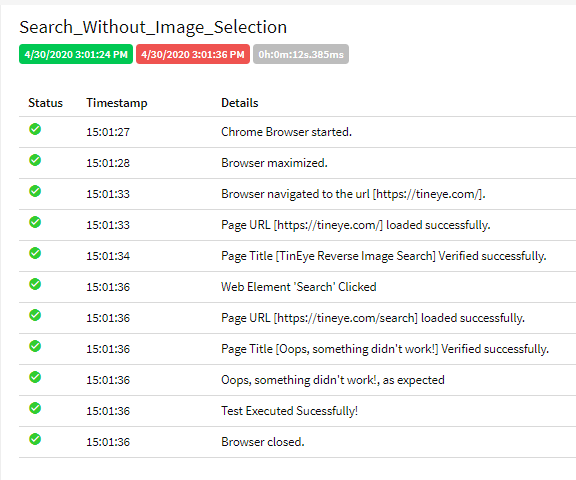 Search_Without_Image_Selection
4/30/2020 3:01:24 PM 4/30/2020 3:01:36 PM 0h:0m:12s.385ms
Status Timestamp Details
15:01:27 Chrome Browser started.
15:01:28 Browser maximized.
15:01:33 Browser navigated to the url [https://tineye.com/].
15:01:33 Page URL [https://tineye.com/] loaded successfully.
15:01:34 Page Title [TinEye Reverse Image Search] Verified successfully.
15:01:36 Web Element 'Search' Clicked
15:01:36 Page URL [https://tineye.com/search] loaded successfully.
15:01:36 Page Title [Oops, something didn't work!] Verified successfully.
15:01:36 Oops, something didn't work!, as expected
15:01:36 Test Executed Sucessfully!
15:01:36 Browser closed.